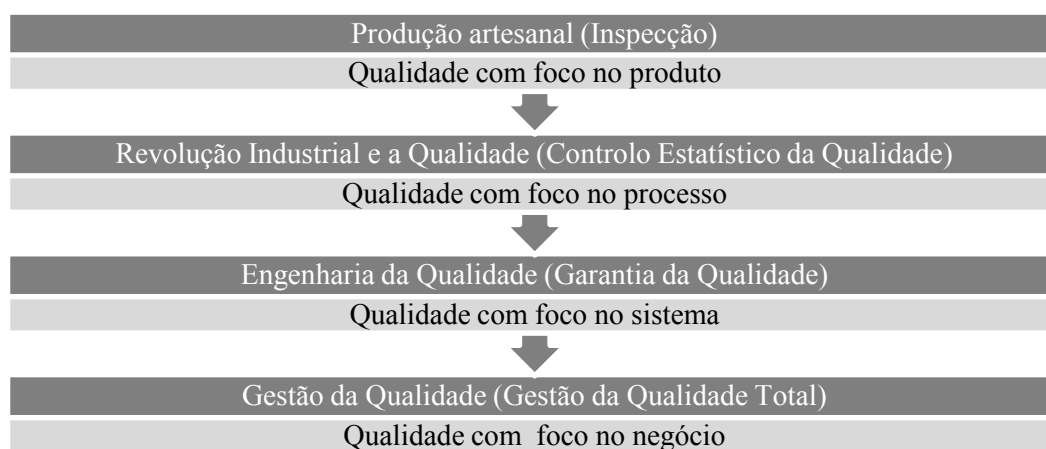 Produção artesanal (Inspecção)
Qualidade com foco no produto
Revolução Industrial e a Qualidade (Controlo Estatístico da Qualidade)
Qualidade com foco no processo
Engenharia da Qualidade (Garantia da Qualidade)
Qualidade com foco no sistema
Gestão da Qualidade (Gestão da Qualidade Total)
Qualidade com foco no negócio